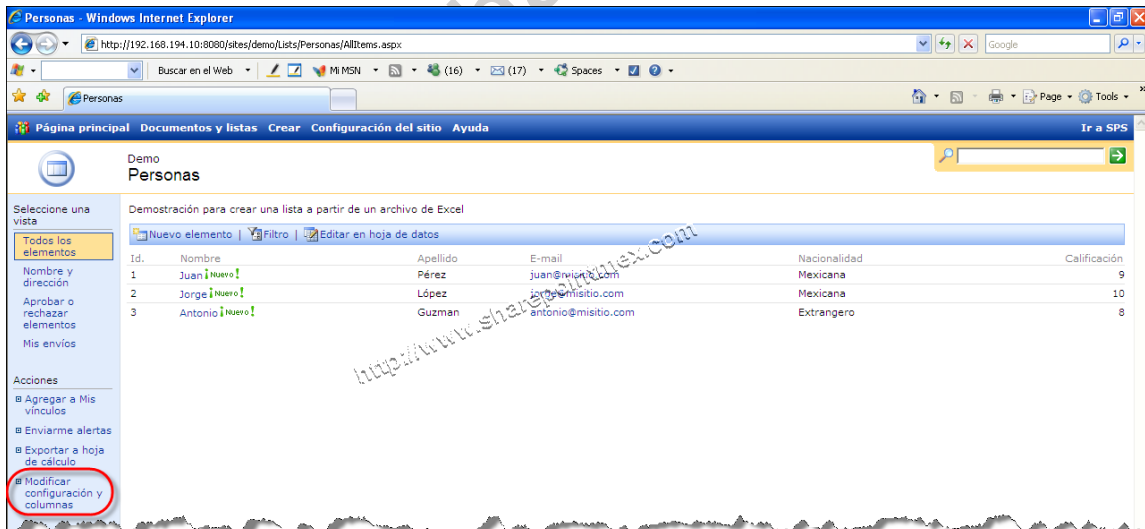 Personas - Windows Internet Explorer
http://192.168.194.10:8080/sites/demo/Lists/Personas/AllItems.aspx
Google
Buscar en el Web
Mi MSN
(16)
(17)
Spaces
Personas
Page
Tools
Página principal Documentos y listas Crear Configuración del sitio Ayuda
Ir a SPS
Demo
Personas
Seleccione una
vista
Todos los
elementos
Nombre y
dirección
Aprobar o
rechazar
elementos
Mis envíos
Acciones
Agregar a Mis
vínculos
Enviarme alertas
Exportar a hoja
de cálculo
Modificar
configuración y
columnas
Demostración para crear una lista a partir de un archivo de Excel
Nuevo elemento | Filtro | Editar en hoja de datos
Id. Nombre Apellido E-mail Nacionalidad Calificación
1 Juan ¡Nuevo! Pérez juan@misitio.com Mexicana 9
2 Jorge ¡Nuevo! López jorge@misitio.com Mexicana 10
3 Antonio ¡Nuevo! Guzman antonio@misitio.com Extrangero 8
http://www.sharepointmex.com